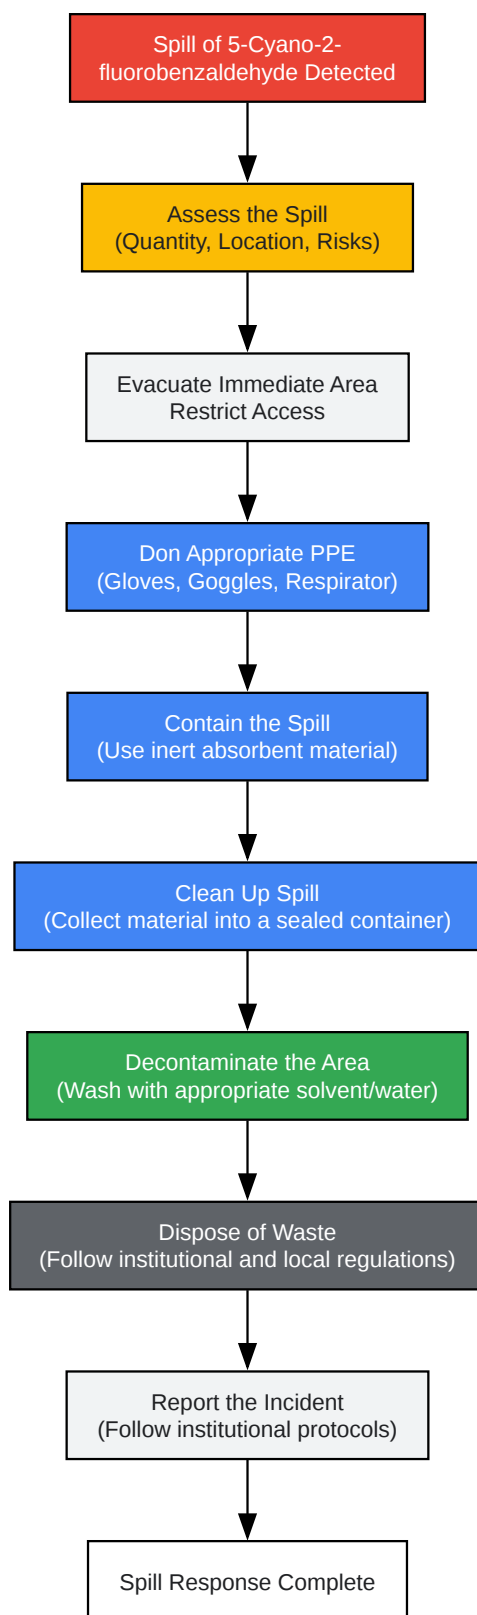 Spill of 5-Cyano-2-
fluorobenzaldehyde Detected
Assess the Spill
(Quantity, Location, Risks)
Evacuate Immediate Area
Restrict Access
Don Appropriate PPE
(Gloves, Goggles, Respirator)
Contain the Spill
(Use inert absorbent material)
Clean Up Spill
(Collect material into a sealed container)
Decontaminate the Area
(Wash with appropriate solvent/water)
Dispose of Waste
(Follow institutional and local regulations)
Report the Incident
(Follow institutional protocols)
Spill Response Complete